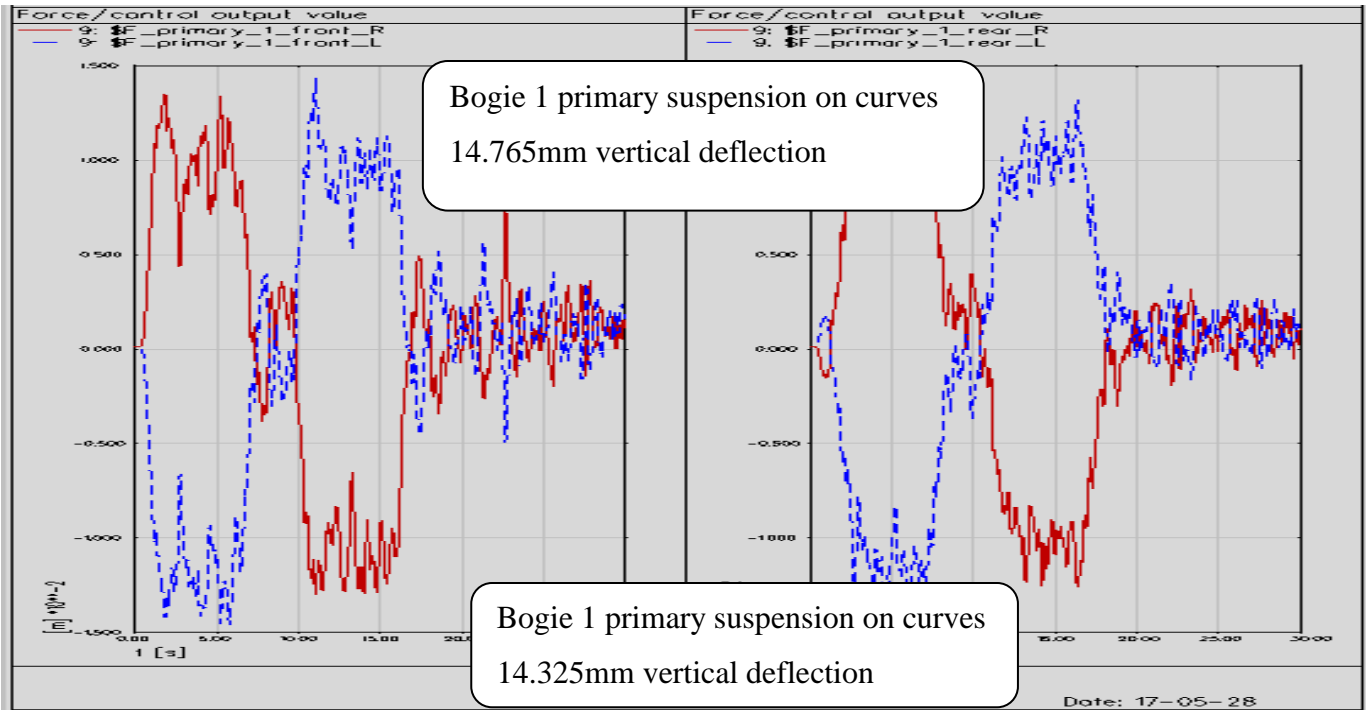 Force/control output value
9: $F_primary_1_front_R
9: $F_primary_1_front_L
Force/control output value
9: $F_primary_1_rear_R
9. $F_primary_1_rear_L
Bogie 1 primary suspension on curves
14.765mm vertical deflection
1.500
1.000
0.500
0.000
-0.500
-1.000
-1.500
[m] *10**-2
0.00 5.00 10.00 15.00
1 [s]
0.500
0.000
-0.500
-1.000
15.00 20.00 25.00 30.00
Bogie 1 primary suspension on curves
14.325mm vertical deflection
Date: 17-05-28